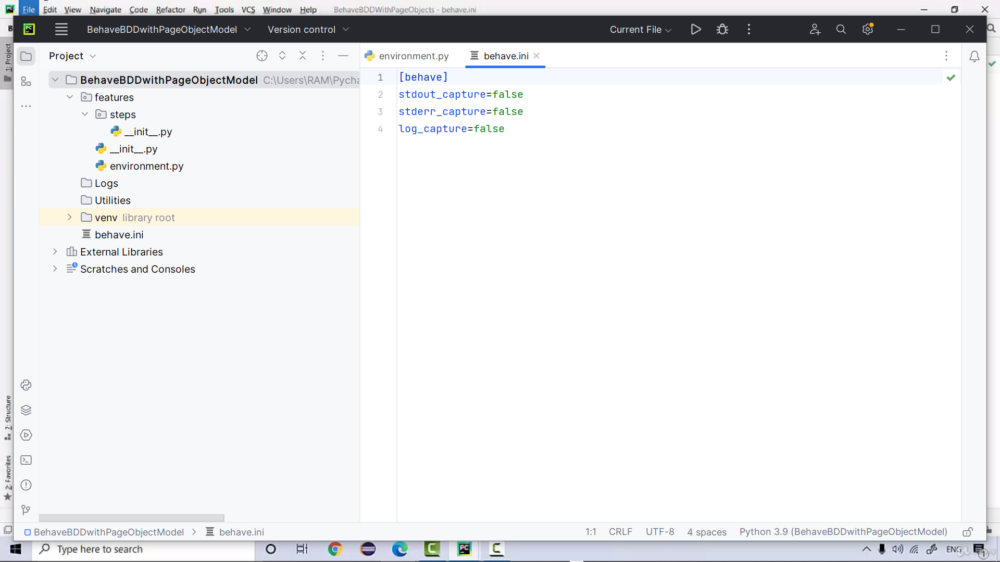 File Edit View Navigate Code Refactor Run Tools VCS Window Help BehaveBDDWithPageObjects - behave.ini
BehaveBDDwithPageObjectModel Version control Current File
1: Project
Project
environment.py behave.ini
BehaveBDDwithPageObjectModel C:\Users\RAM\Pycha
features
steps
__init__.py
__init__.py
environment.py
Logs
Utilities
venv library root
behave.ini
External Libraries
Scratches and Consoles
1 [behave]
2 stdout_capture=false
3 stderr_capture=false
4 log_capture=false
7: Structure
2: Favorites
BehaveBDDwithPageObjectModel > behave.ini 1:1 CRLF UTF-8 4 spaces Python 3.9 (BehaveBDDwithPageObjectModel)
Type here to search ENG